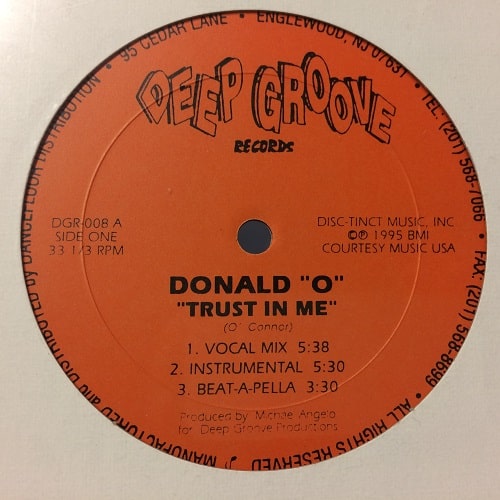 MANUFACTURED and DISTRIBUTED by DANCEFLOOR DISTRIBUTION • 95 CEDAR LANE • ENGLEWOOD, NJ 07631 • TEL: (201) 568-7066 • FAX: (201) 568-8699 • ALL RIGHTS RESERVED
DEEP GROOVE
RECORDS
DGR-008 A
SIDE ONE
33 1/3 RPM
DISC-TINCT MUSIC, INC
©℗ 1995 BMI
COURTESY MUSIC USA
DONALD "O"
"TRUST IN ME"
(O' Connor)
1. VOCAL MIX 5:38
2. INSTRUMENTAL 5:30
3. BEAT-A-PELLA 3:30
Produced by Michael Angelo
for Deep Groove Productions